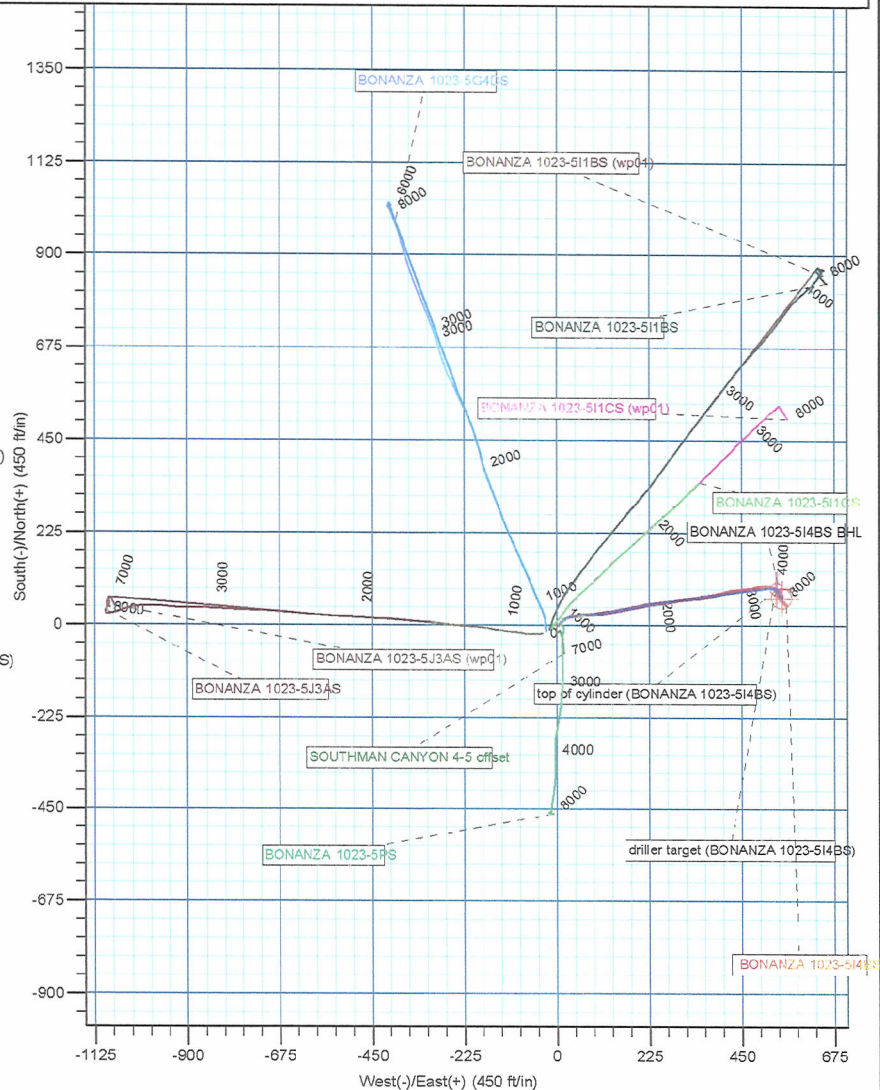 1350
BONANZA 1023-5G4DS
1125
BONANZA 1023-5I1BS (wp01)
6000
8000
900
8000
3000
3000
BONANZA 1023-5I1BS
675
3000
BONANZA 1023-5I1CS (wp01)
8000
3000
450
2000
BONANZA 1023-5I1CS
2000
BONANZA 1023-5I4BS BHL
225
4000
7000
3000
2000
1000
1000
2000
3000
8000
8000
0
0
7000
BONANZA 1023-5J3AS (wp01)
3000
BONANZA 1023-5J3AS
top of cylinder (BONANZA 1023-5I4BS)
-225
SOUTHMAN CANYON 4-5 offset
4000
8000
-450
BONANZA 1023-5PS
driller target (BONANZA 1023-5I4BS)
-675
BONANZA 1023-5I4BS
-900
South(-)/North(+) (450 ft/in)
)
S)
-1125 -900 -675 -450 -225 0 225 450 675
West(-)/East(+) (450 ft/in)